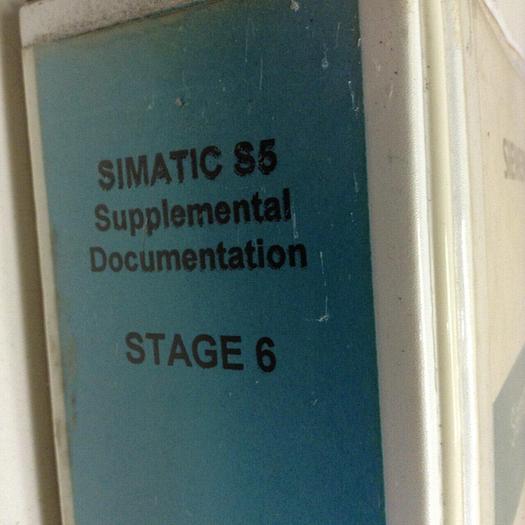 SIMATIC S5
Supplemental
Documentation
STAGE 6